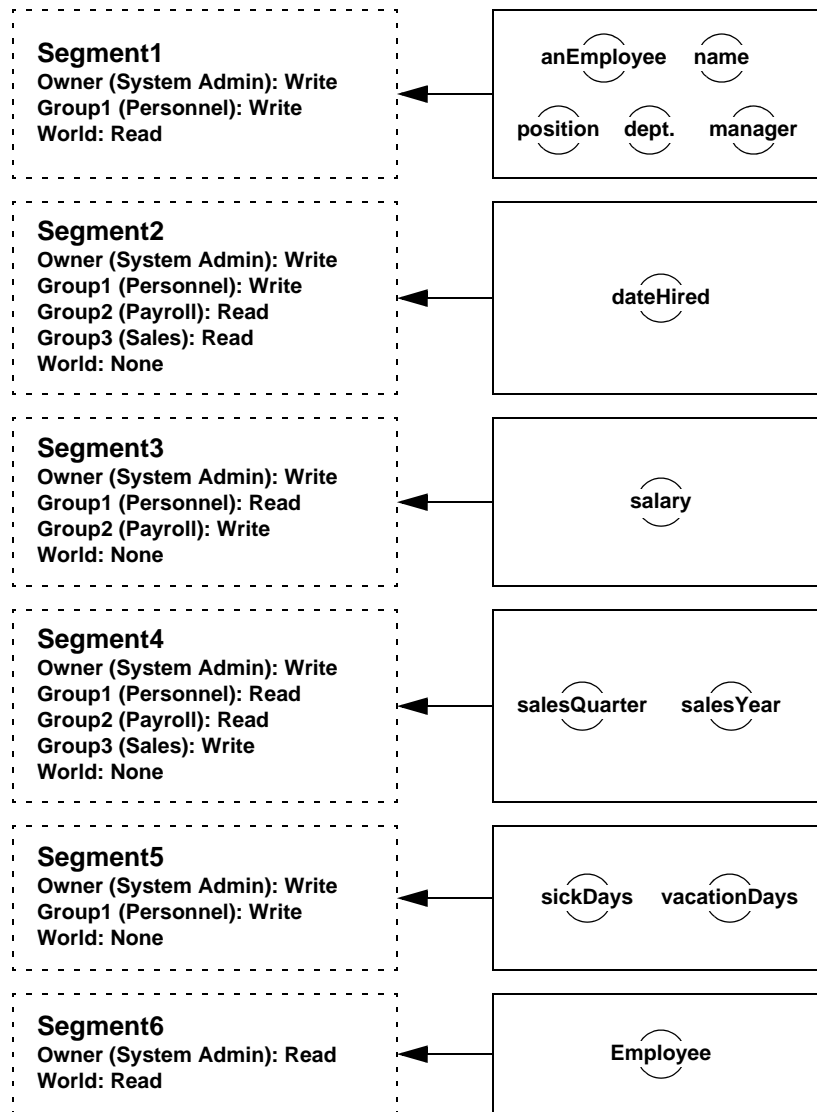 Segment1
Owner (System Admin): Write
Group1 (Personnel): Write
World: Read
anEmployee name
position dept. manager
Segment2
Owner (System Admin): Write
Group1 (Personnel): Write
Group2 (Payroll): Read
Group3 (Sales): Read
World: None
dateHired
Segment3
Owner (System Admin): Write
Group1 (Personnel): Read
Group2 (Payroll): Write
World: None
salary
Segment4
Owner (System Admin): Write
Group1 (Personnel): Read
Group2 (Payroll): Read
Group3 (Sales): Write
World: None
salesQuarter salesYear
Segment5
Owner (System Admin): Write
Group1 (Personnel): Write
World: None
sickDays vacationDays
Segment6
Owner (System Admin): Read
World: Read
Employee